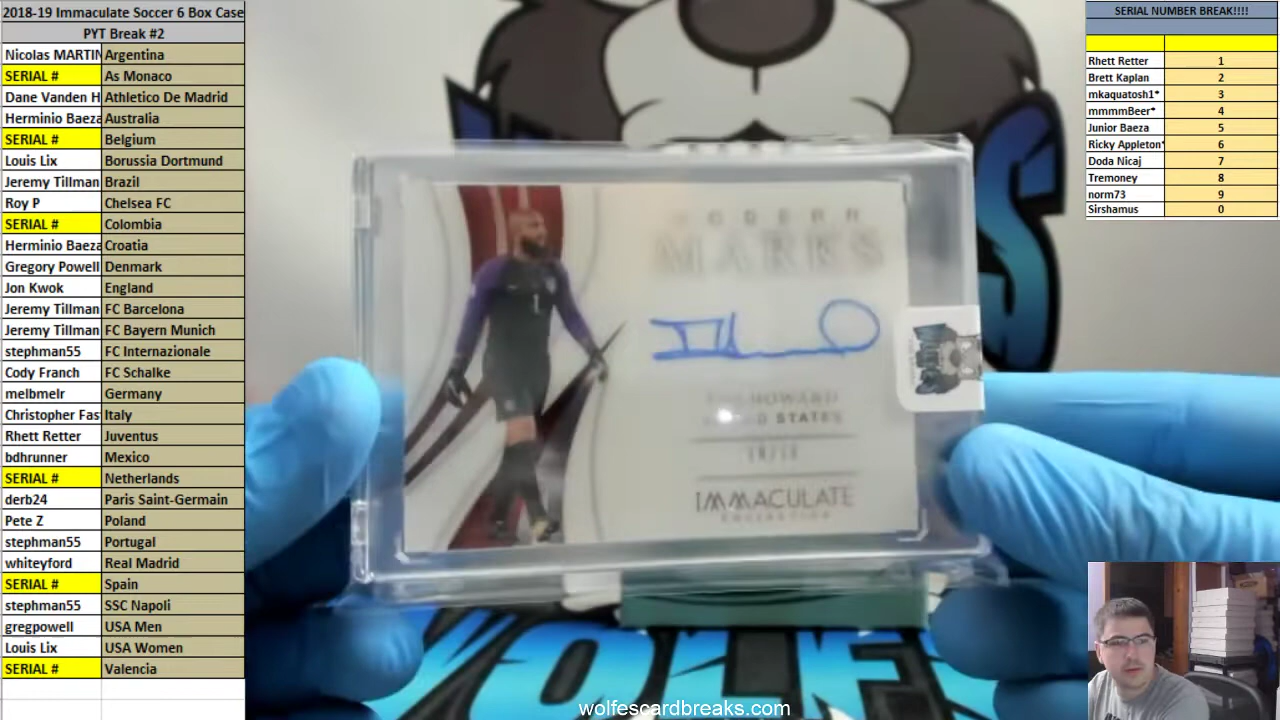 2018-19 Immaculate Soccer 6 Box Case
PYT Break #2
Nicolas MARTIN Argentina
SERIAL # As Monaco
Dane Vanden H Athletico De Madrid
Herminio Baeza Australia
SERIAL # Belgium
Louis Lix Borussia Dortmund
Jeremy Tillman Brazil
Roy P Chelsea FC
SERIAL # Colombia
Herminio Baeza Croatia
Gregory Powell Denmark
Jon Kwok England
Jeremy Tillman FC Barcelona
Jeremy Tillman FC Bayern Munich
stephman55 FC Internazionale
Cody Franch FC Schalke
melbmelr Germany
Christopher Fas Italy
Rhett Retter Juventus
bdhrunner Mexico
SERIAL # Netherlands
derb24 Paris Saint-Germain
Pete Z Poland
stephman55 Portugal
whiteyford Real Madrid
SERIAL # Spain
stephman55 SSC Napoli
gregpowell USA Men
Louis Lix USA Women
SERIAL # Valencia
MODERN
MARKS
HOWARD
STATES
IMMACULATE
COLLECTION
WOLFES
wolfescardbreaks.com
SERIAL NUMBER BREAK!!!!
Rhett Retter 1
Brett Kaplan 2
mkaquatosh1* 3
mmmmBeer* 4
Junior Baeza 5
Ricky Appleton* 6
Doda Nicaj 7
Tremoney 8
norm73 9
Sirshamus 0